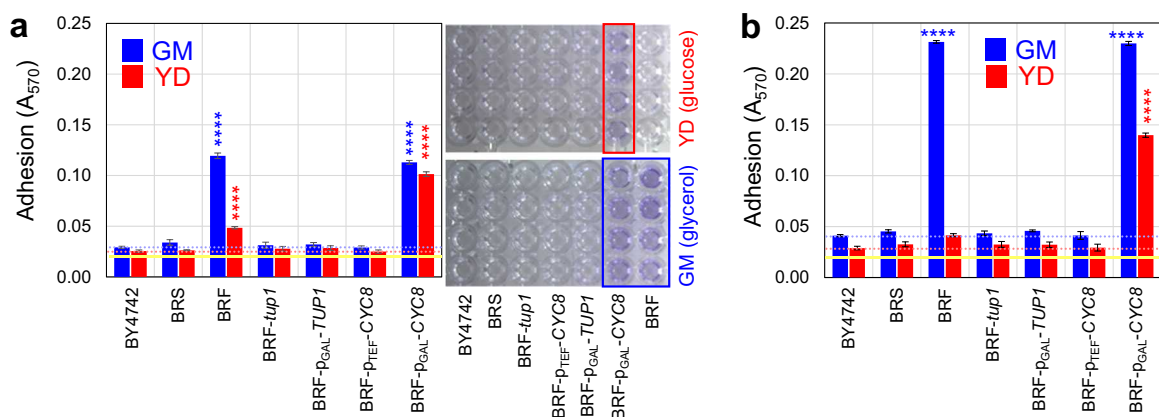 a
Adhesion (A570)
0.25
0.20
0.15
0.10
0.05
0.00
GM
YD
****
****
****
****
BY4742
BRS
BRF
BRF-tup1
BRF-pGAL-TUP1
BRF-pTEF-CYC8
BRF-pGAL-CYC8
YD (glucose)
GM (glycerol)
BY4742
BRS
BRF-tup1
BRF-pTEF-CYC8
BRF-pGAL-TUP1
BRF-pGAL-CYC8
BRF
b
Adhesion (A570)
0.25
0.20
0.15
0.10
0.05
0.00
****
****
GM
YD
****
BY4742
BRS
BRF
BRF-tup1
BRF-pGAL-TUP1
BRF-pTEF-CYC8
BRF-pGAL-CYC8